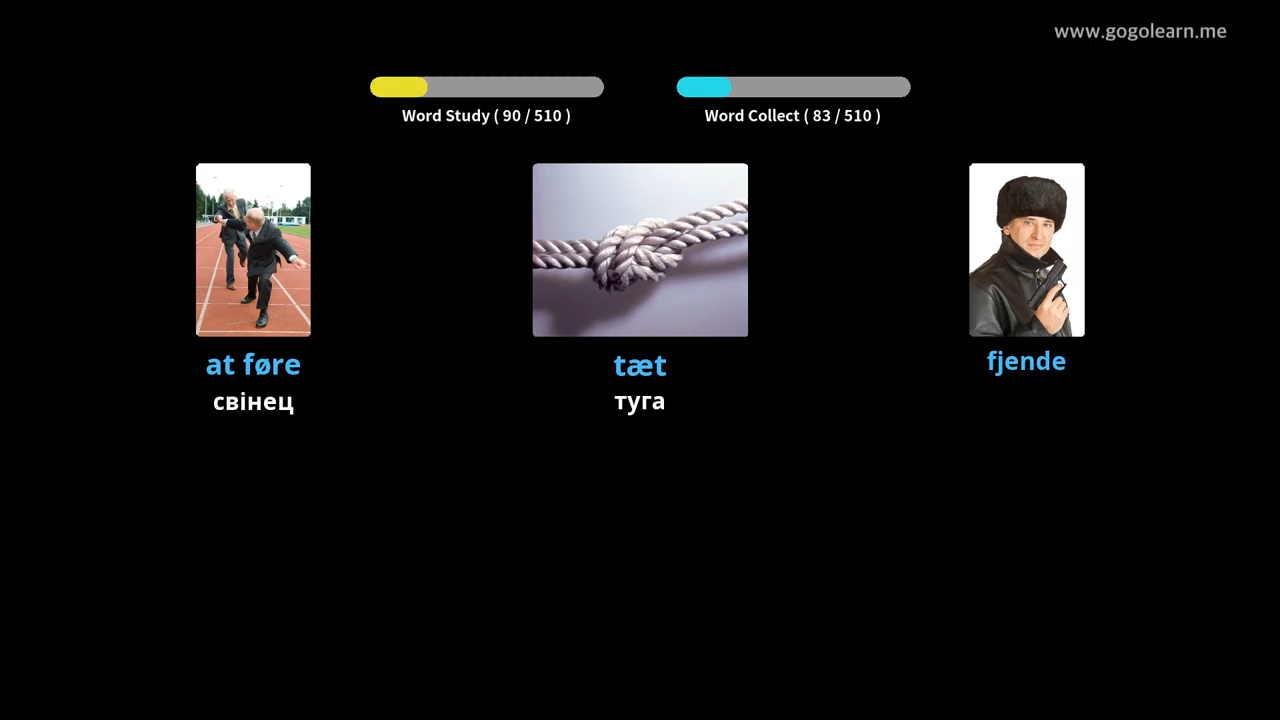 www.gogolearn.me
Word Study ( 90 / 510 )
Word Collect ( 83 / 510 )
at føre
tæt
fjende
свінец
туга